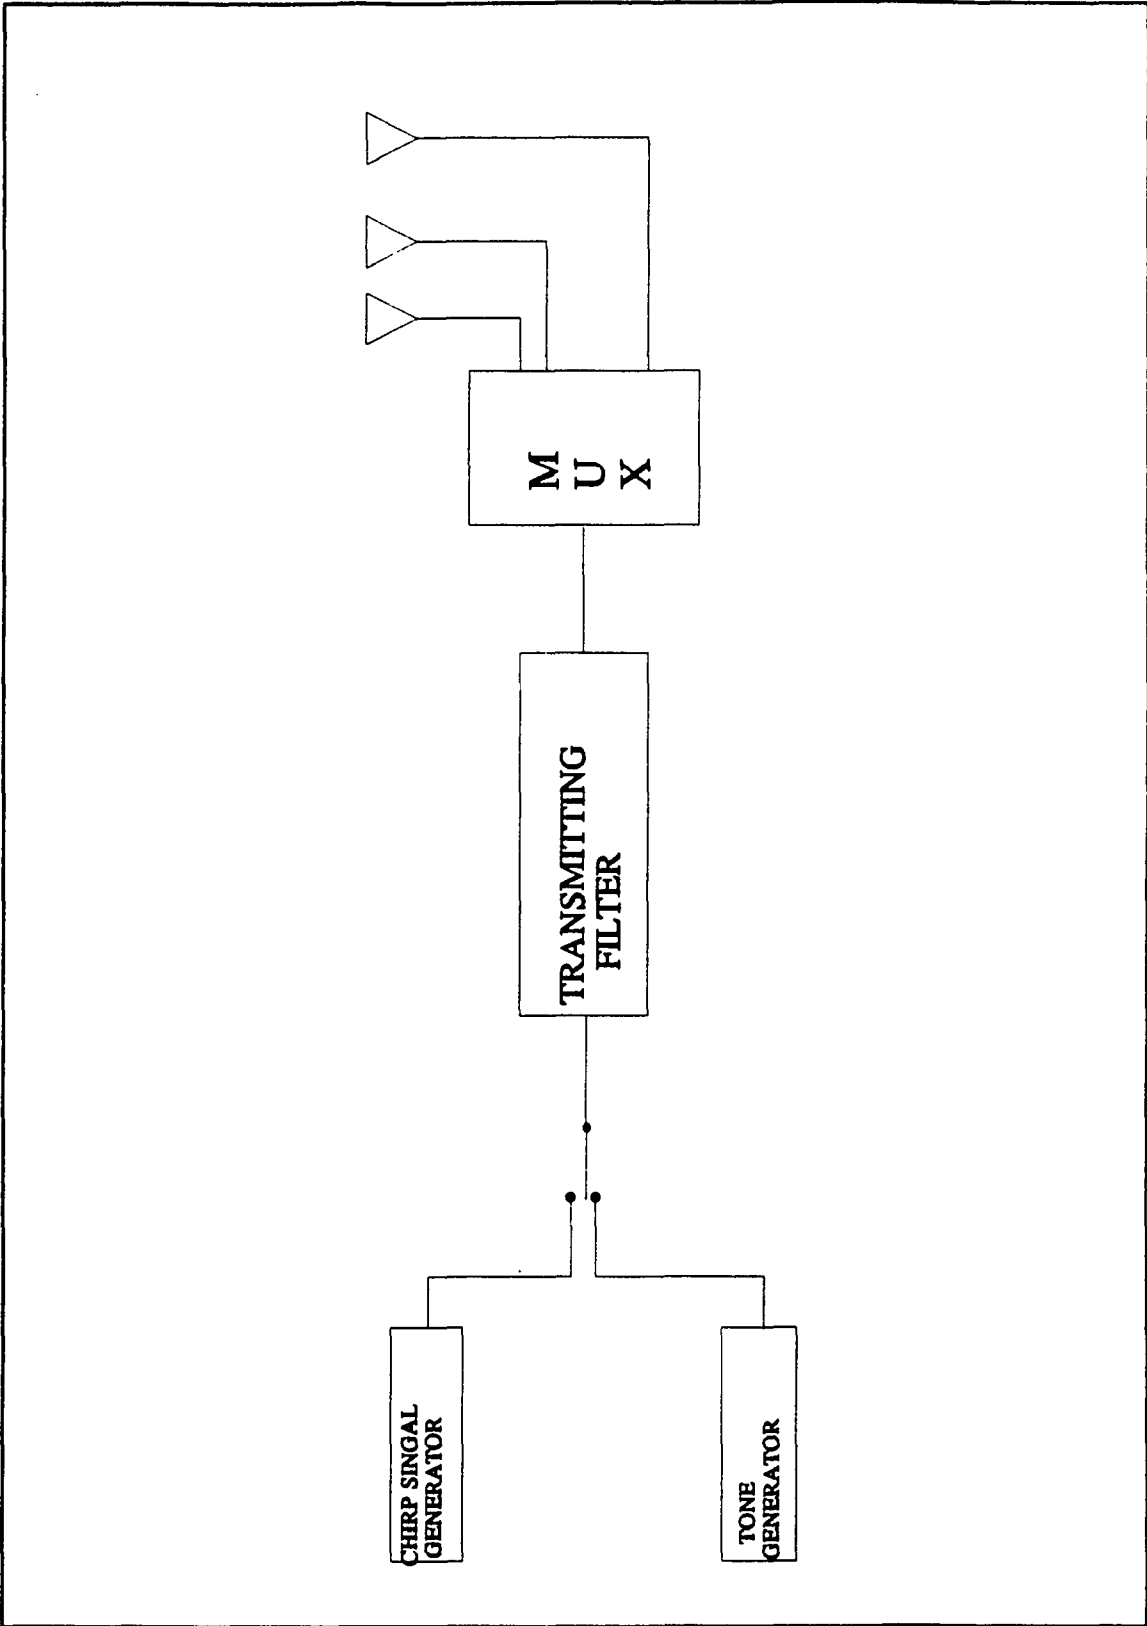 CHIRP SINGAL
GENERATOR
TONE
GENERATOR
TRANSMITTING
FILTER
M
U
X